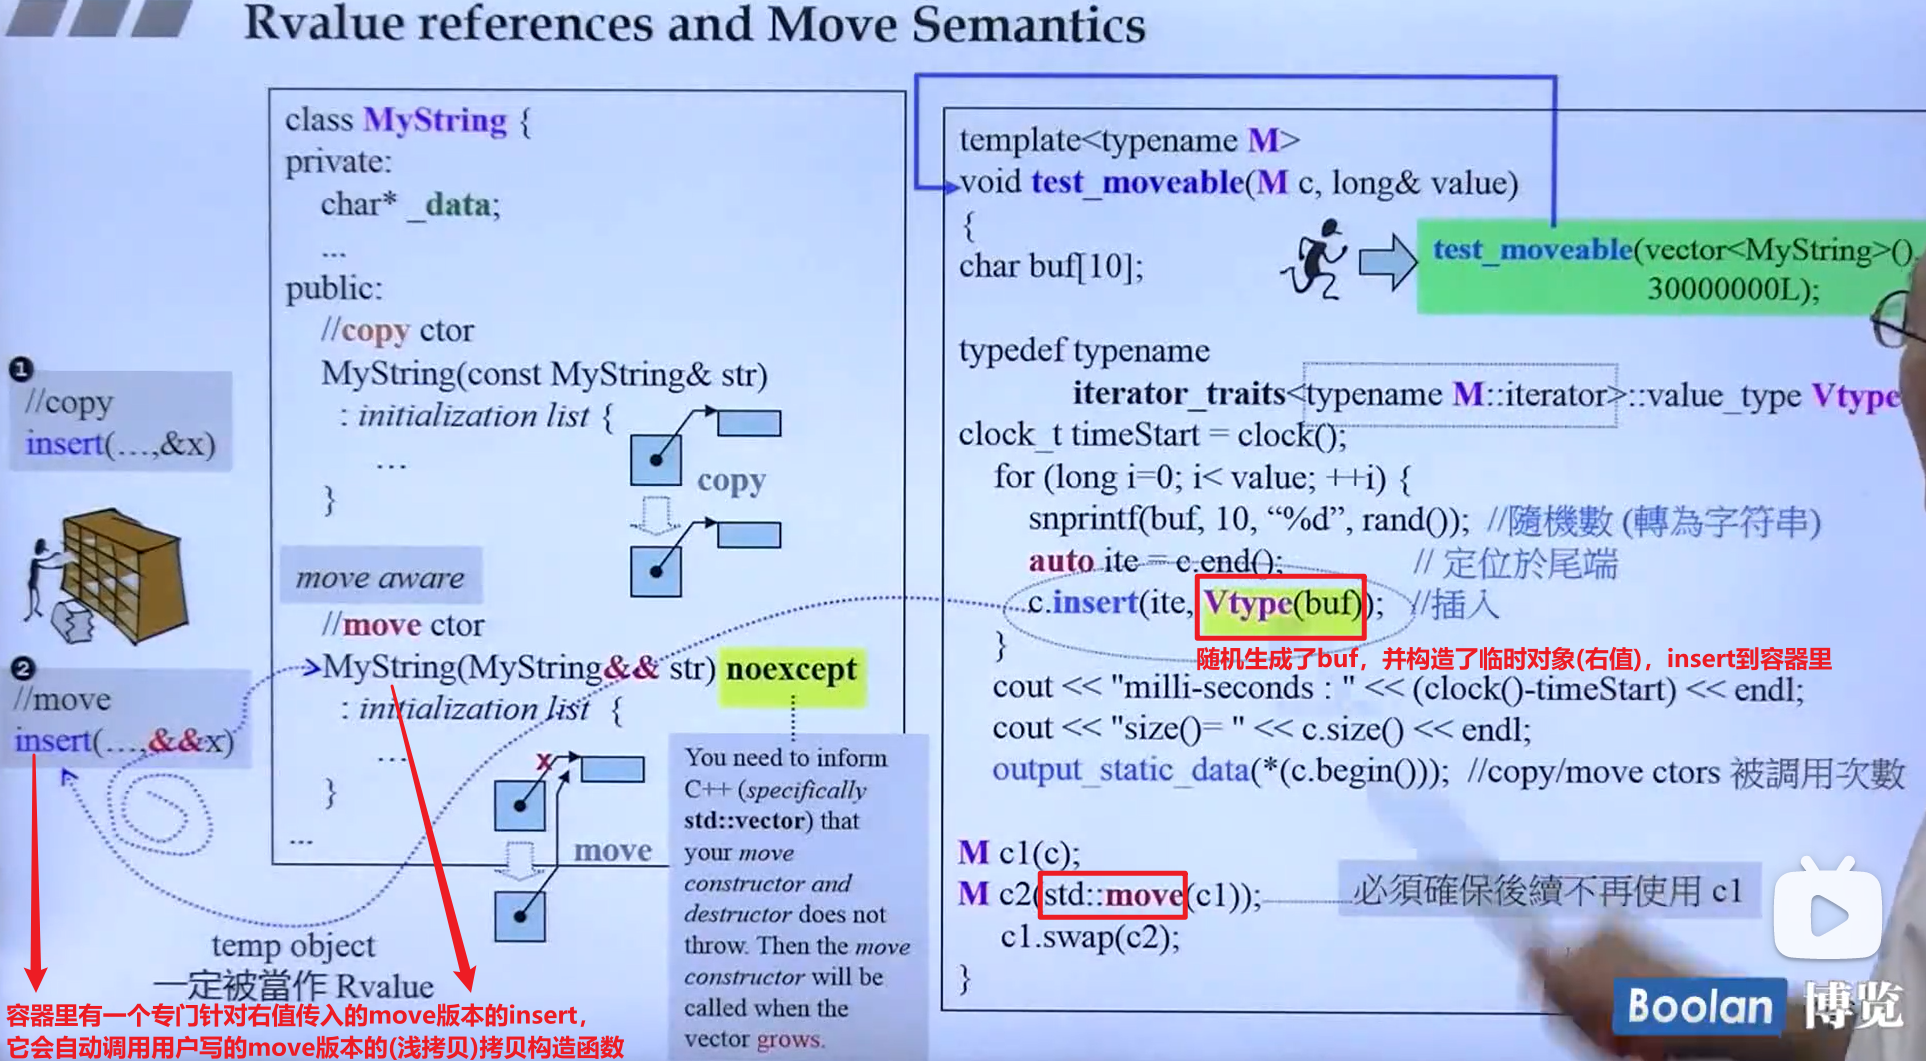 Rvalue references and Move Semantics
class MyString {
private:
char* _data;
...
public:
//copy ctor
MyString(const MyString& str)
: initialization list {
...
}
copy
move aware
//move ctor
MyString(MyString&& str) noexcept
: initialization list {
...
}
...
x
move
❶
//copy
insert(...,&x)
❷
//move
insert(...,&&x)
temp object
一定被當作 Rvalue
容器里有一个专门针对右值传入的move版本的insert，
它会自动调用用户写的move版本的(浅拷贝)拷贝构造函数
You need to inform
C++ (specifically
std::vector) that
your move
constructor and
destructor does not
throw. Then the move
constructor will be
called when the
vector grows.
template<typename M>
void test_moveable(M c, long& value)
{
char buf[10];
test_moveable(vector<MyString>(),
30000000L);
typedef typename
iterator_traits<typename M::iterator>::value_type Vtype
clock_t timeStart = clock();
for (long i=0; i< value; ++i) {
snprintf(buf, 10, “%d”, rand()); //隨機數 (轉為字符串)
auto ite = c.end(); // 定位於尾端
c.insert(ite, Vtype(buf)); //插入
}
随机生成了buf，并构造了临时对象(右值)，insert到容器里
cout << "milli-seconds : " << (clock()-timeStart) << endl;
cout << "size()= " << c.size() << endl;
output_static_data(*(c.begin())); //copy/move ctors 被調用次數
M c1(c);
M c2(std::move(c1)); 必須確保後續不再使用 c1
c1.swap(c2);
}
Boolan 博览